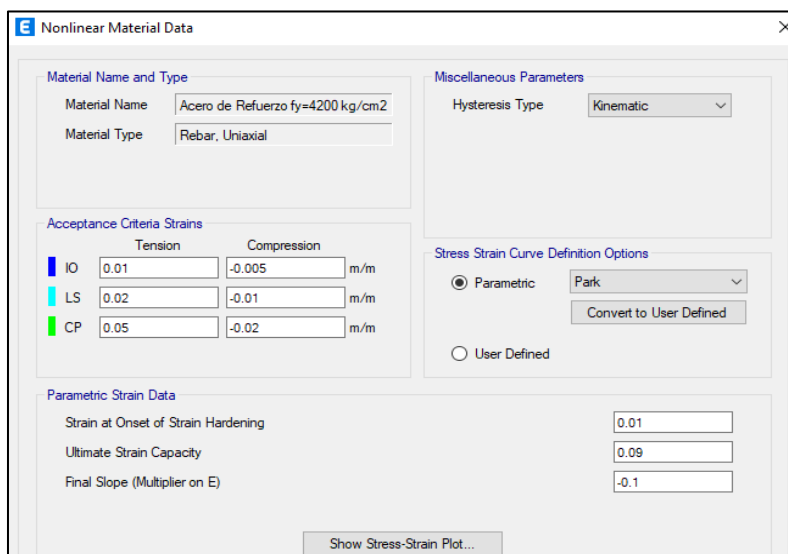 E Nonlinear Material Data
Material Name and Type
Material Name Acero de Refuerzo fy=4200 kg/cm2
Material Type Rebar, Uniaxial
Miscellaneous Parameters
Hysteresis Type Kinematic
Acceptance Criteria Strains
Tension Compression
IO 0.01 -0.005 m/m
LS 0.02 -0.01 m/m
CP 0.05 -0.02 m/m
Stress Strain Curve Definition Options
Parametric Park
Convert to User Defined
User Defined
Parametric Strain Data
Strain at Onset of Strain Hardening 0.01
Ultimate Strain Capacity 0.09
Final Slope (Multiplier on E) -0.1
Show Stress-Strain Plot...